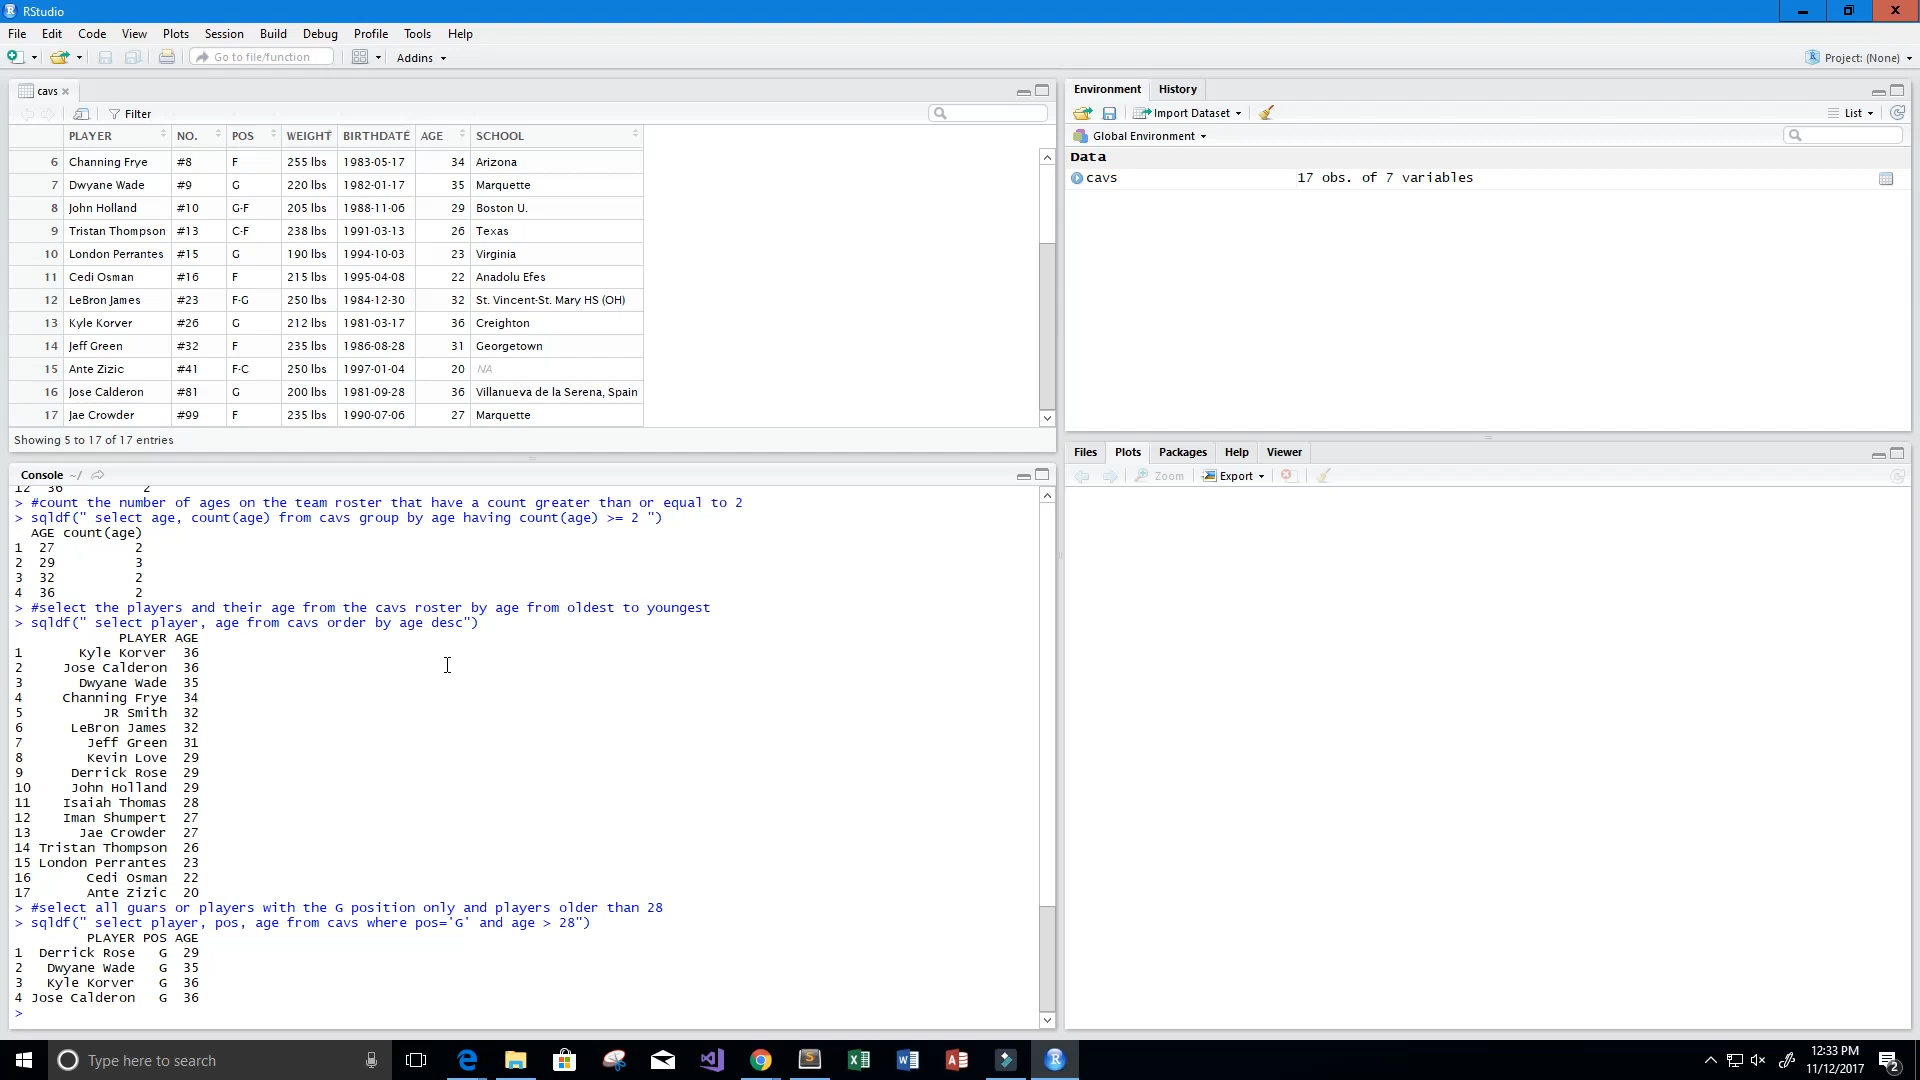 RStudio
File Edit Code View Plots Session Build Debug Profile Tools Help
Go to file/function Addins Project: (None)
cavs
Filter
PLAYER NO. POS WEIGHT BIRTHDATE AGE SCHOOL
6 Channing Frye #8 F 255 lbs 1983-05-17 34 Arizona
7 Dwyane Wade #9 G 220 lbs 1982-01-17 35 Marquette
8 John Holland #10 G-F 205 lbs 1988-11-06 29 Boston U.
9 Tristan Thompson #13 C-F 238 lbs 1991-03-13 26 Texas
10 London Perrantes #15 G 190 lbs 1994-10-03 23 Virginia
11 Cedi Osman #16 F 215 lbs 1995-04-08 22 Anadolu Efes
12 LeBron James #23 F-G 250 lbs 1984-12-30 32 St. Vincent-St. Mary HS (OH)
13 Kyle Korver #26 G 212 lbs 1981-03-17 36 Creighton
14 Jeff Green #32 F 235 lbs 1986-08-28 31 Georgetown
15 Ante Zizic #41 F-C 250 lbs 1997-01-04 20 NA
16 Jose Calderon #81 G 200 lbs 1981-09-28 36 Villanueva de la Serena, Spain
17 Jae Crowder #99 F 235 lbs 1990-07-06 27 Marquette
Showing 5 to 17 of 17 entries
Console ~/
12 36 2
> #count the number of ages on the team roster that have a count greater than or equal to 2
> sqldf(" select age, count(age) from cavs group by age having count(age) >= 2 ")
AGE count(age)
1 27 2
2 29 3
3 32 2
4 36 2
> #select the players and their age from the cavs roster by age from oldest to youngest
> sqldf(" select player, age from cavs order by age desc")
PLAYER AGE
1 Kyle Korver 36
2 Jose Calderon 36
3 Dwyane Wade 35
4 Channing Frye 34
5 JR Smith 32
6 LeBron James 32
7 Jeff Green 31
8 Kevin Love 29
9 Derrick Rose 29
10 John Holland 29
11 Isaiah Thomas 28
12 Iman Shumpert 27
13 Jae Crowder 27
14 Tristan Thompson 26
15 London Perrantes 23
16 Cedi Osman 22
17 Ante Zizic 20
> #select all guars or players with the G position only and players older than 28
> sqldf(" select player, pos, age from cavs where pos='G' and age > 28")
PLAYER POS AGE
1 Derrick Rose G 29
2 Dwyane Wade G 35
3 Kyle Korver G 36
4 Jose Calderon G 36
>
Environment History
Import Dataset List
Global Environment
Data
cavs 17 obs. of 7 variables
Files Plots Packages Help Viewer
Zoom Export
Type here to search
12:33 PM
11/12/2017
2